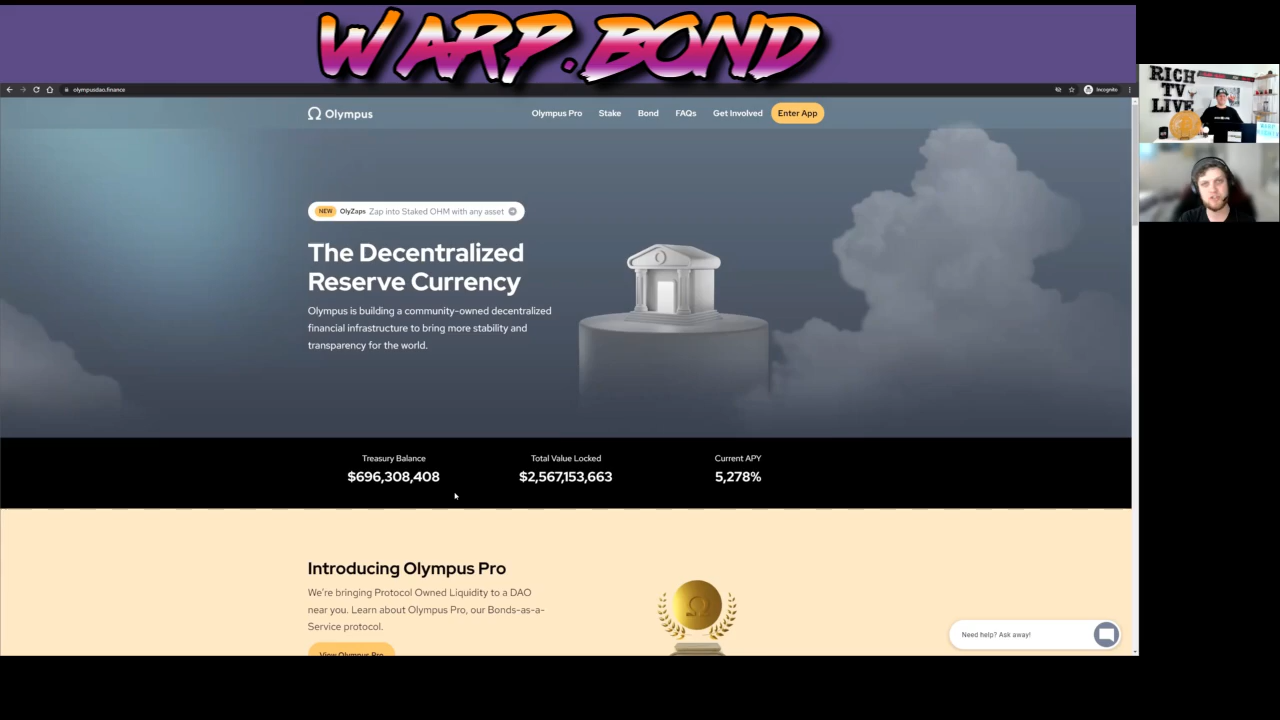 WARP.BOND
olympusdao.finance
Incognito
Olympus
Olympus Pro Stake Bond FAQs Get Involved Enter App
NEW OlyZaps Zap into Staked OHM with any asset
The Decentralized
Reserve Currency
Olympus is building a community-owned decentralized
financial infrastructure to bring more stability and
transparency for the world.
Treasury Balance Total Value Locked Current APY
$696,308,408 $2,567,153,663 5,278%
Introducing Olympus Pro
We're bringing Protocol Owned Liquidity to a DAO
near you. Learn about Olympus Pro, our Bonds-as-a-
Service protocol.
View Olympus Pro
Need help? Ask away!
RICH
TV
LIVE